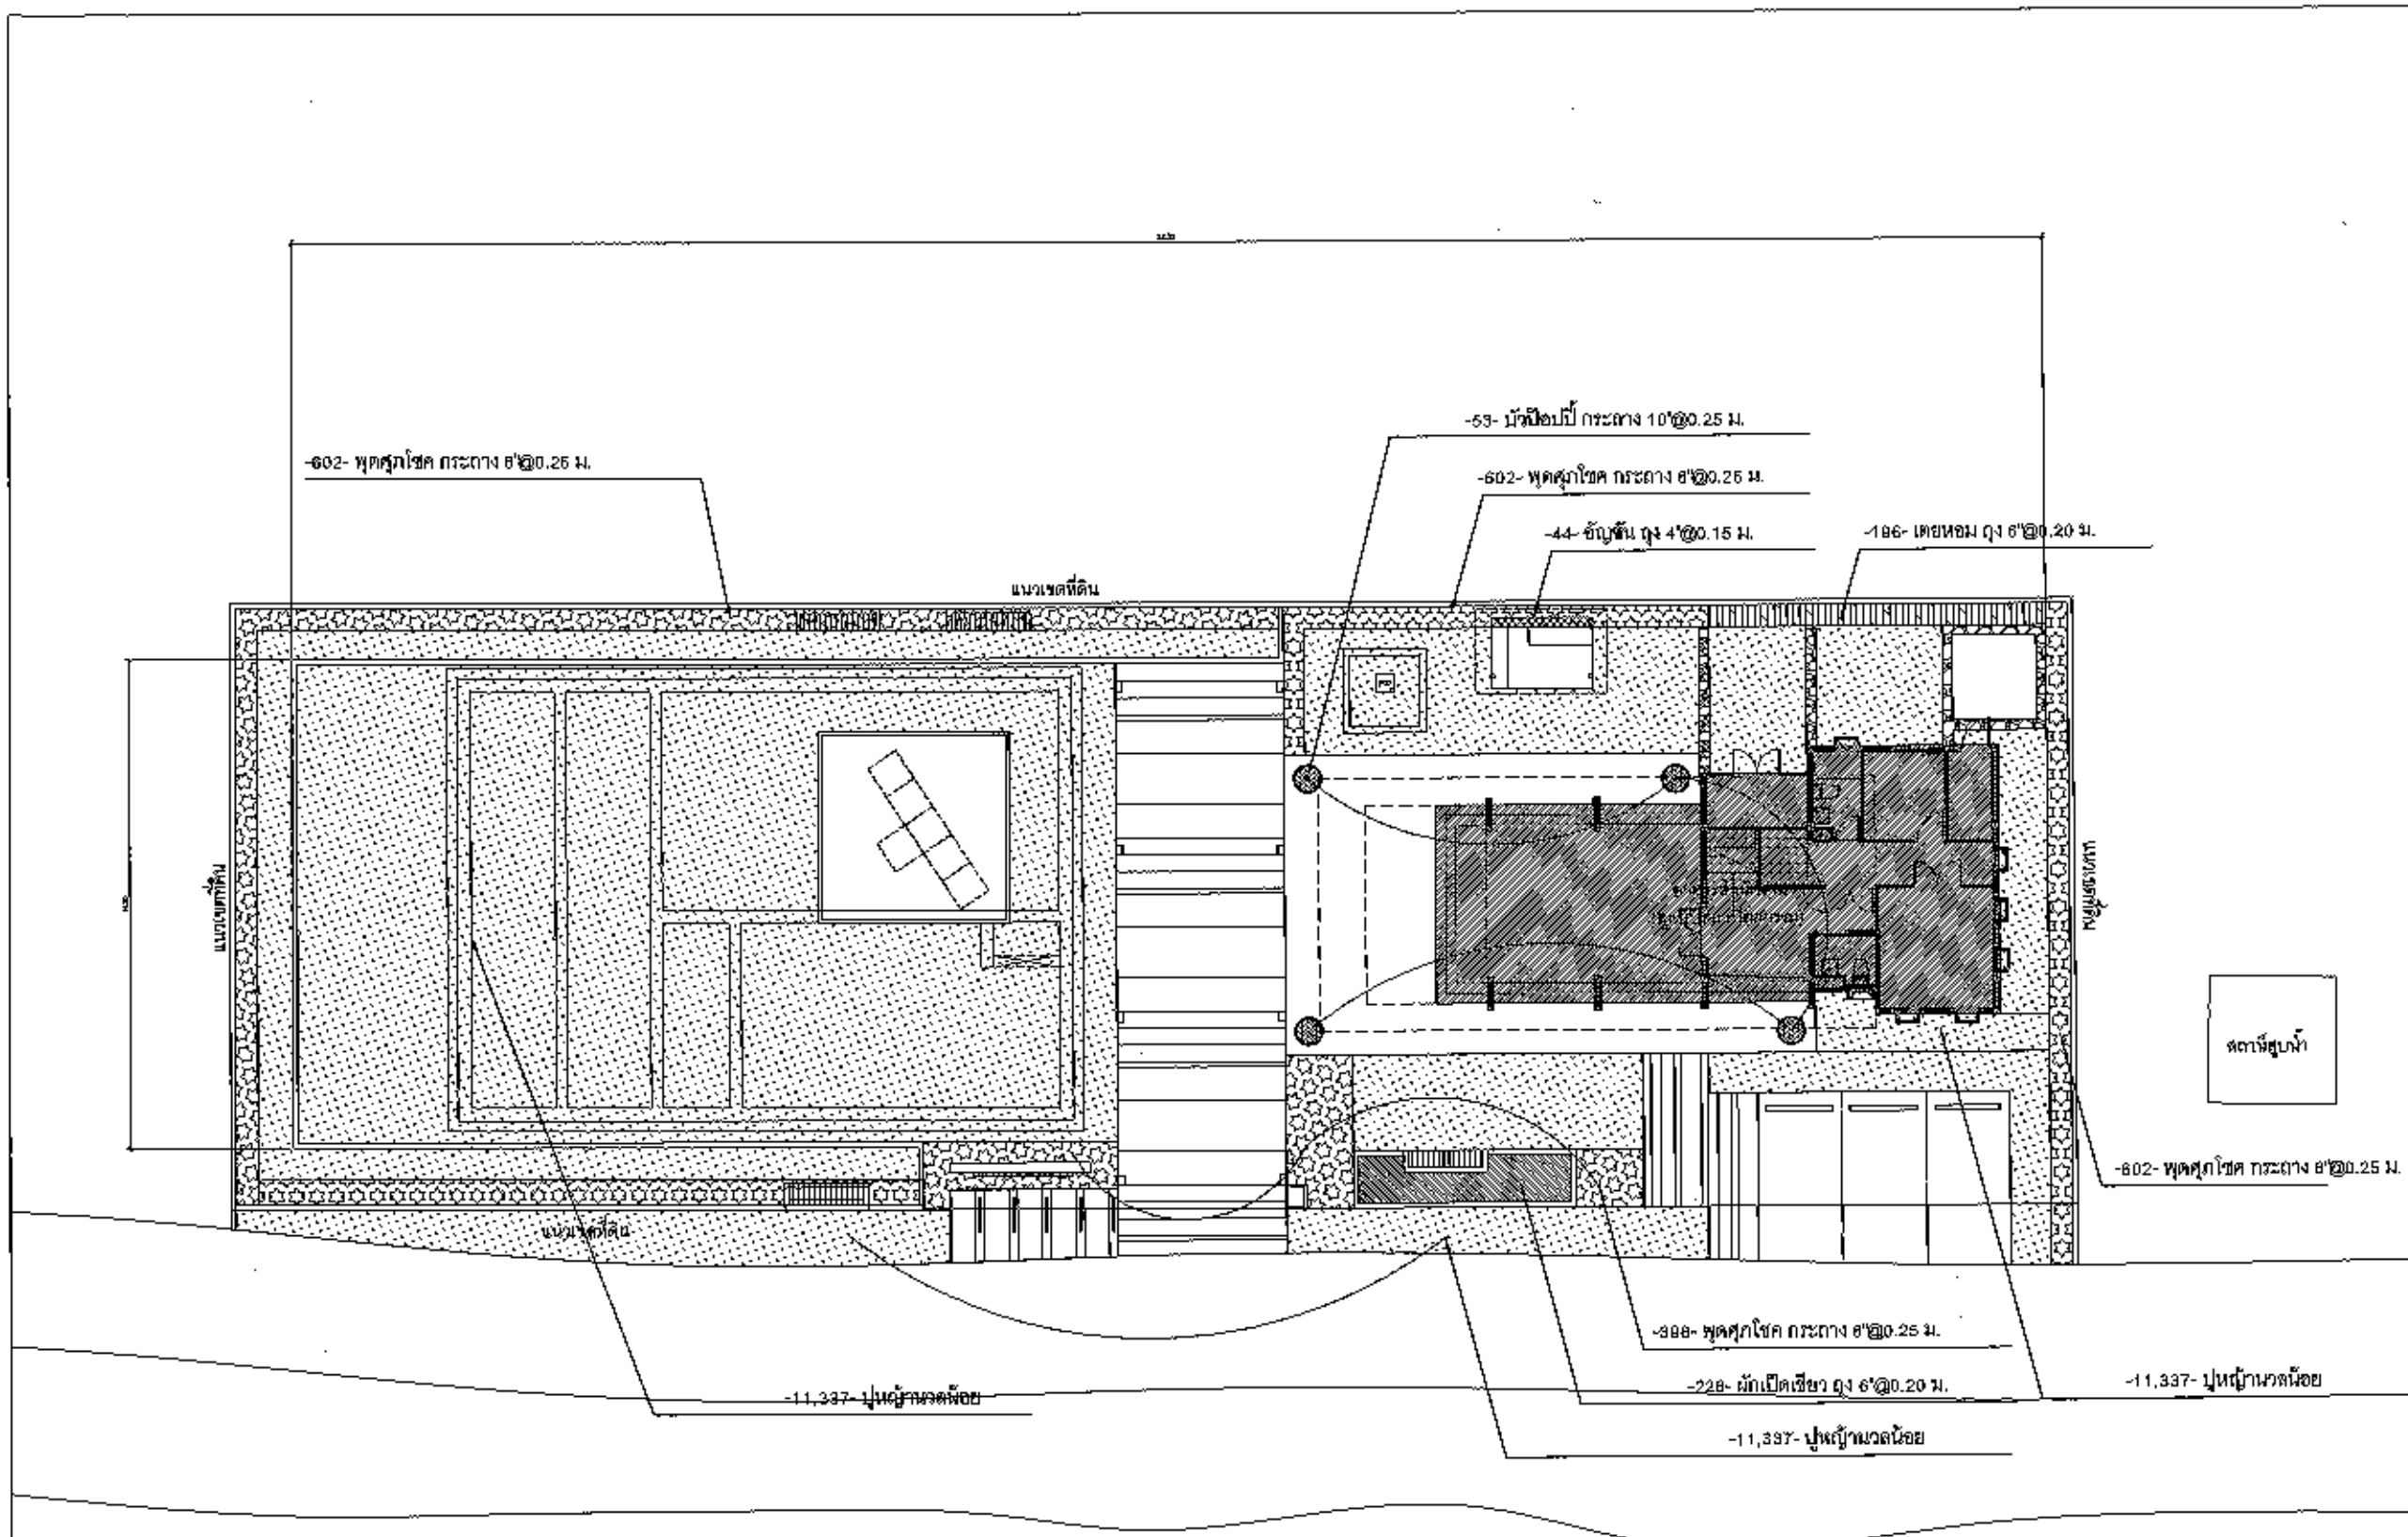 -53- บัวป๊อปปี้ กระถาง 10"@0.25 ม.
-602- พุดศุภโชค กระถาง 6"@0.25 ม.
-602- พุดศุภโชค กระถาง 6"@0.25 ม.
-44- อัญชัน ถุง 4"@0.15 ม.
-196- เตยหอม ถุง 6"@0.20 ม.
แนวเขตที่ดิน
แนวเขตที่ดิน
แนวเขตที่ดิน
สถานีสูบน้ำ
-602- พุดศุภโชค กระถาง 6"@0.25 ม.
แนวเขตที่ดิน
-398- พุดศุภโชค กระถาง 6"@0.25 ม.
-228- ผักเป็ดเขียว ถุง 6"@0.20 ม.
-11,337- ปูหญ้านวลน้อย
-11,337- ปูหญ้านวลน้อย
-11,337- ปูหญ้านวลน้อย